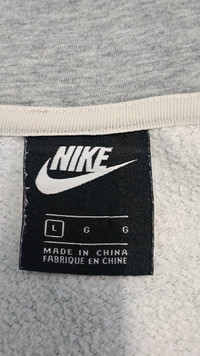 NIKE
L G G
MADE IN CHINA
FABRIQUE EN CHINE